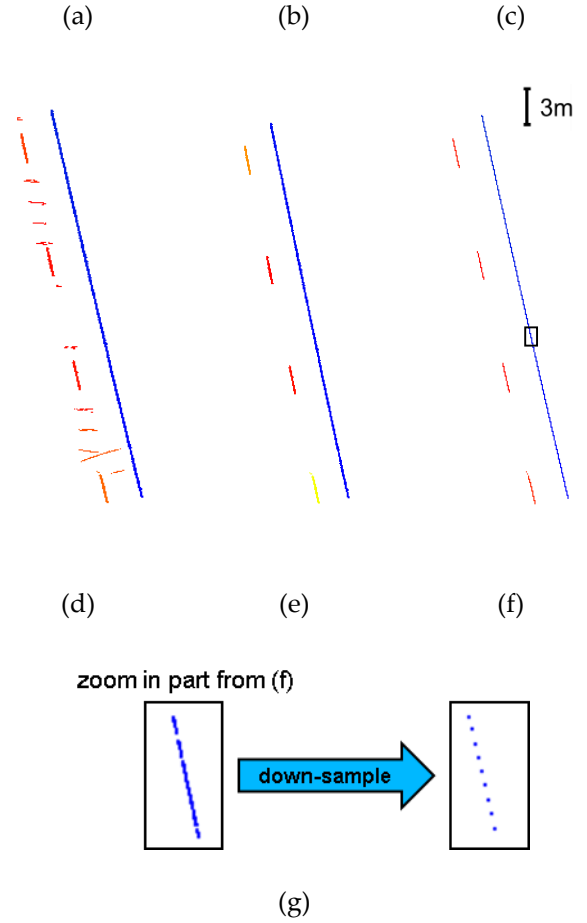 (a) (b) (c)
3m
(d) (e) (f)
zoom in part from (f)
down-sample
(g)